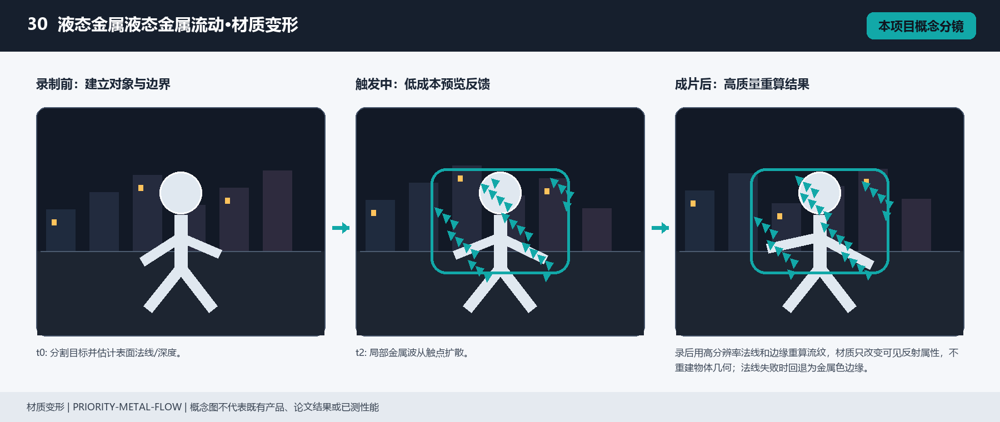 30 液态金属液态金属流动•材质变形
本项目概念分镜
录制前：建立对象与边界
触发中：低成本预览反馈
成片后：高质量重算结果
t0: 分割目标并估计表面法线/深度。
t2: 局部金属波从触点扩散。
录后用高分辨率法线和边缘重算流纹，材质只改变可见反射属性，不
重建物体几何；法线失败时回退为金属色边缘。
材质变形 | PRIORITY-METAL-FLOW | 概念图不代表既有产品、论文结果或已测性能